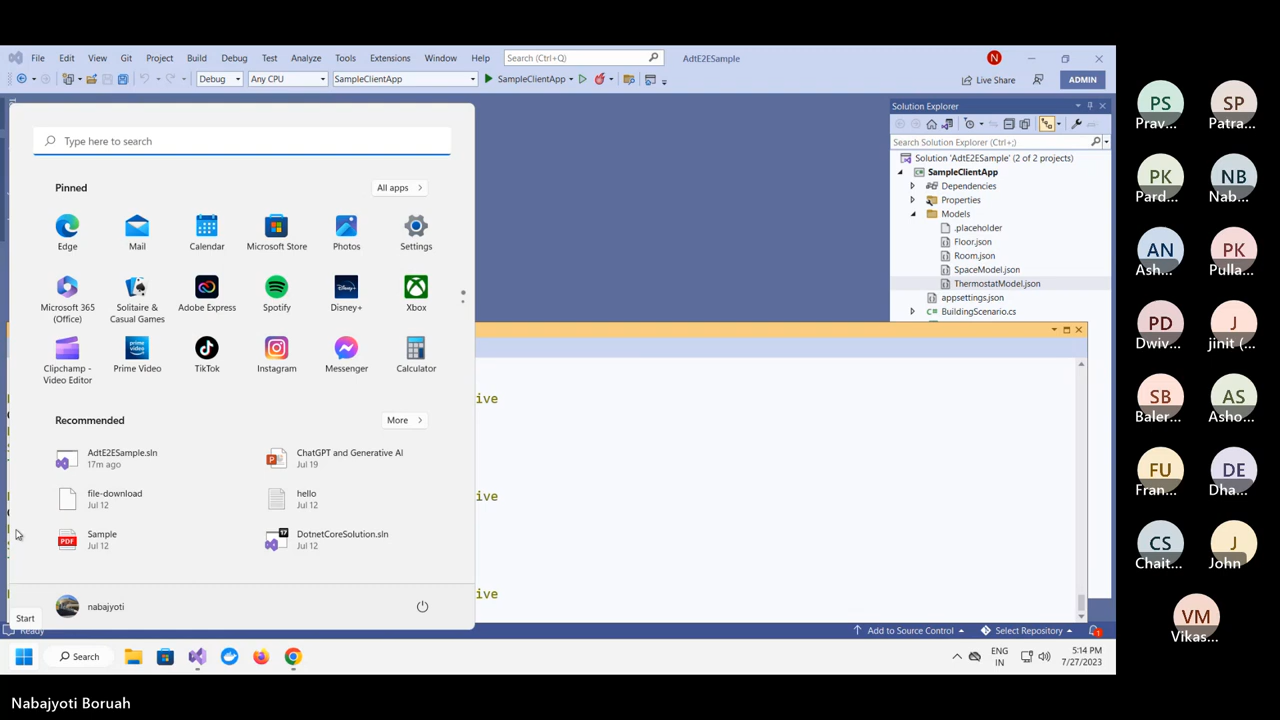 File Edit View Git Project Build Debug Test Analyze Tools Extensions Window Help Search (Ctrl+Q) AdtE2ESample N
Debug Any CPU SampleClientApp SampleClientApp Live Share ADMIN
Type here to search
Pinned
All apps
Edge Mail Calendar Microsoft Store Photos Settings
Microsoft 365 (Office) Solitaire & Casual Games Adobe Express Spotify Disney+ Xbox
Clipchamp - Video Editor Prime Video TikTok Instagram Messenger Calculator
Recommended
More
AdtE2ESample.sln
17m ago
ChatGPT and Generative AI
Jul 19
file-download
Jul 12
hello
Jul 12
Sample
Jul 12
DotnetCoreSolution.sln
Jul 12
nabajyoti
Start
ive
ive
ive
Solution Explorer
Search Solution Explorer (Ctrl+;)
Solution 'AdtE2ESample' (2 of 2 projects)
SampleClientApp
Dependencies
Properties
Models
.placeholder
Floor.json
Room.json
SpaceModel.json
ThermostatModel.json
appsettings.json
BuildingScenario.cs
Ready
Add to Source Control Select Repository 1
Search
ENG
IN
5:14 PM
7/27/2023
PS SP
Prav... Patra...
PK NB
Pard... Nab...
AN PK
Ash... Pulla...
PD J
Dwiv... jinit (...
SB AS
Baler... Asho...
FU DE
Fran... Dha...
CS J
Chait... John
VM
Vikas...
Nabajyoti Boruah